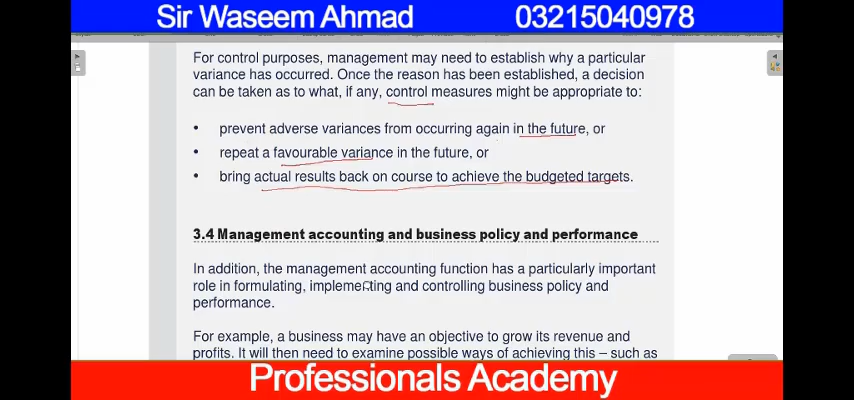 Sir Waseem Ahmad 03215040978
For control purposes, management may need to establish why a particular
variance has occurred. Once the reason has been established, a decision
can be taken as to what, if any, control measures might be appropriate to:
• prevent adverse variances from occurring again in the future, or
• repeat a favourable variance in the future, or
• bring actual results back on course to achieve the budgeted targets.
3.4 Management accounting and business policy and performance
In addition, the management accounting function has a particularly important
role in formulating, implementing and controlling business policy and
performance.
For example, a business may have an objective to grow its revenue and
profits. It will then need to examine possible ways of achieving this – such as
Professionals Academy